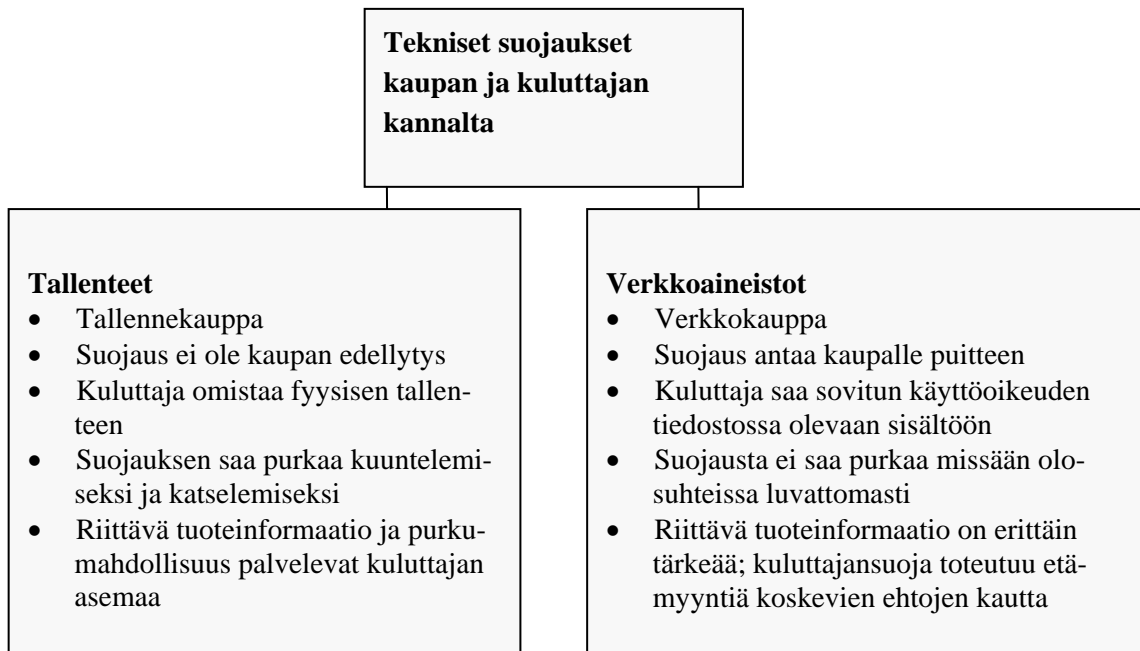 Tekniset suojaukset
kaupan ja kuluttajan
kannalta
Tallenteet
• Tallennekauppa
• Suojaus ei ole kaupan edellytys
• Kuluttaja omistaa fyysisen tallen-
teen
• Suojauksen saa purkaa kuuntelemi-
seksi ja katselemiseksi
• Riittävä tuoteinformaatio ja purku-
mahdollisuus palvelevat kuluttajan
asemaa
Verkkoaineistot
• Verkkokauppa
• Suojaus antaa kaupalle puitteen
• Kuluttaja saa sovitun käyttöoikeuden
tiedostossa olevaan sisältöön
• Suojausta ei saa purkaa missään olo-
suhteissa luvattomasti
• Riittävä tuoteinformaatio on erittäin
tärkeää; kuluttajansuoja toteutuu etä-
myyntiä koskevien ehtojen kautta